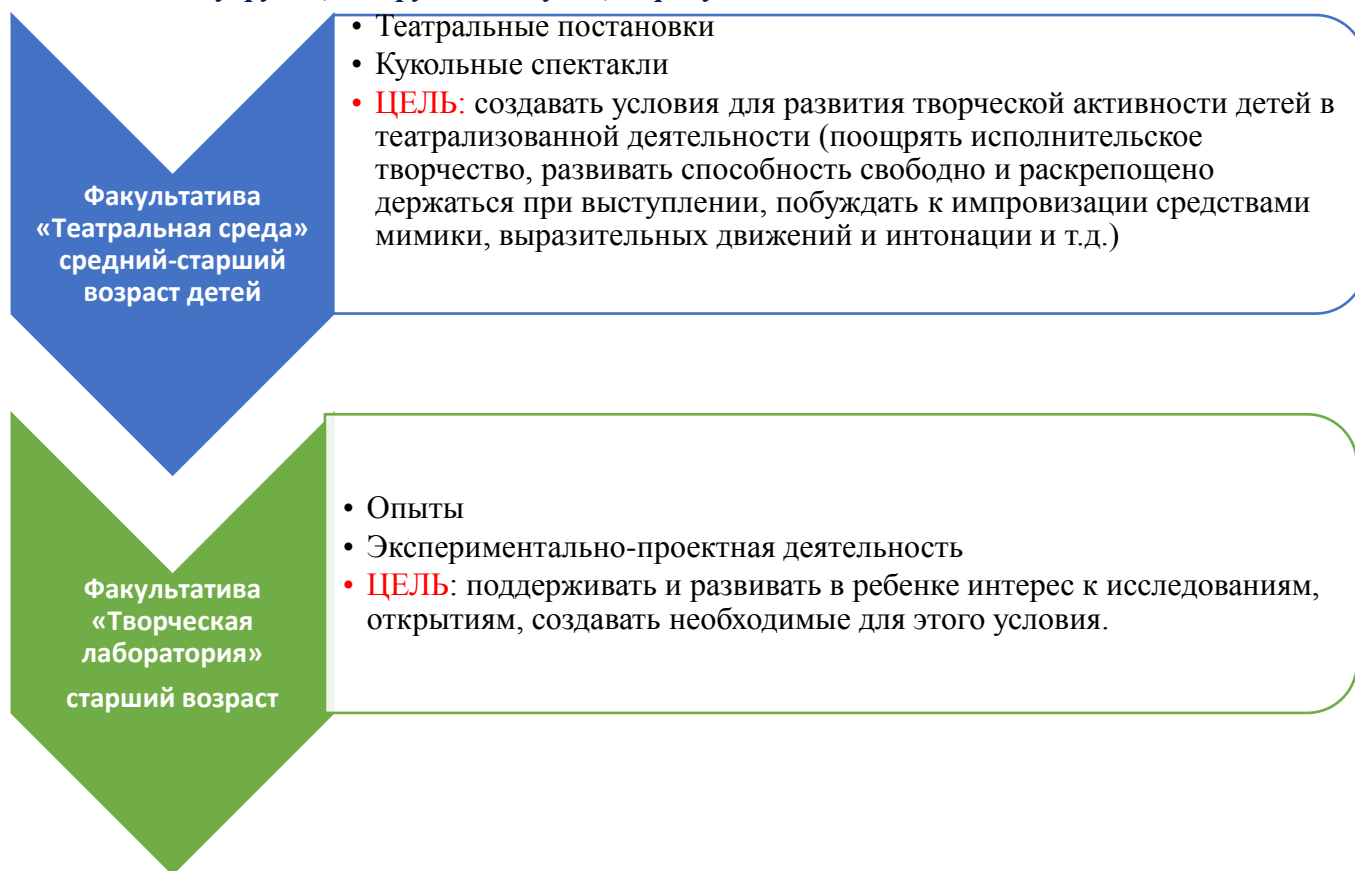 • Театральные постановки
• Кукольные спектакли
• ЦЕЛЬ: создавать условия для развития творческой активности детей в
театрализованной деятельности (поощрять исполнительское
творчество, развивать способность свободно и раскрепощено
держаться при выступлении, побуждать к импровизации средствами
мимики, выразительных движений и интонации и т.д.)
Факультатива
«Театральная среда»
средний-старший
возраст детей
• Опыты
• Экспериментально-проектная деятельность
• ЦЕЛЬ: поддерживать и развивать в ребенке интерес к исследованиям,
открытиям, создавать необходимые для этого условия.
Факультатива
«Творческая
лаборатория»
старший возраст